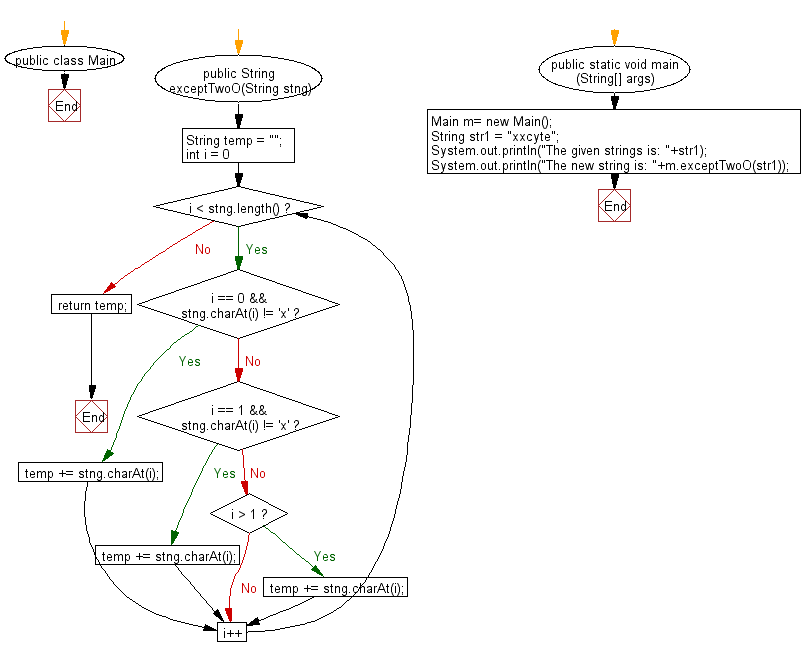 public class Main
End
public String
exceptTwoO(String stng)
String temp = "";
int i = 0
i < stng.length() ?
No
Yes
return temp;
End
i == 0 &&
stng.charAt(i) != 'x' ?
Yes
No
i == 1 &&
stng.charAt(i) != 'x' ?
temp += stng.charAt(i);
Yes
No
i > 1 ?
temp += stng.charAt(i);
Yes
No
temp += stng.charAt(i);
i++
public static void main
(String[] args)
Main m= new Main();
String str1 = "xxcyte";
System.out.println("The given strings is: "+str1);
System.out.println("The new string is: "+m.exceptTwoO(str1));
End